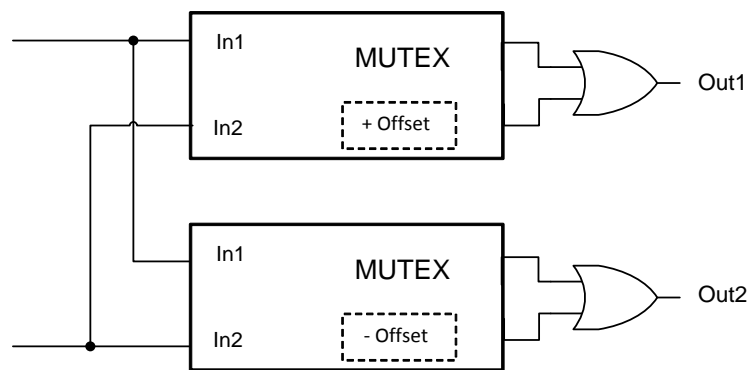 In1
MUTEX
Out1
In2
+ Offset
In1
MUTEX
Out2
In2
- Offset